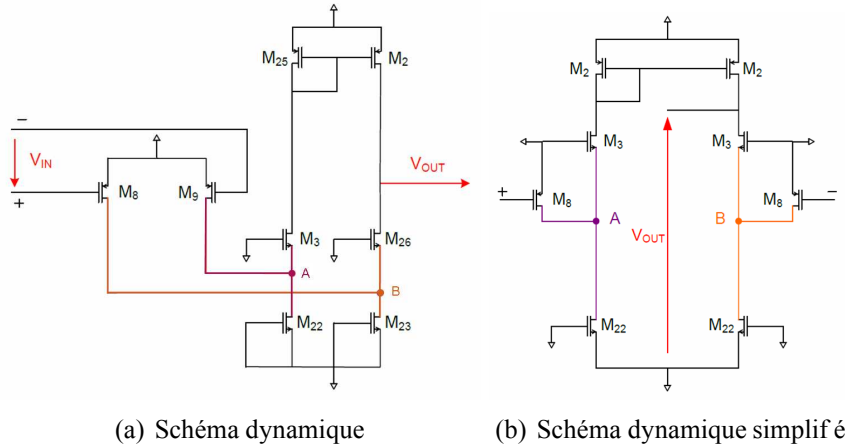 M25
M2
−
VIN
+
M8
M9
VOUT
M3
M26
A
B
M22
M23
(a) Schéma dynamique
M2
M2
M3
M3
+
−
M8
M8
A
B
VOUT
M22
M22
(b) Schéma dynamique simplif é